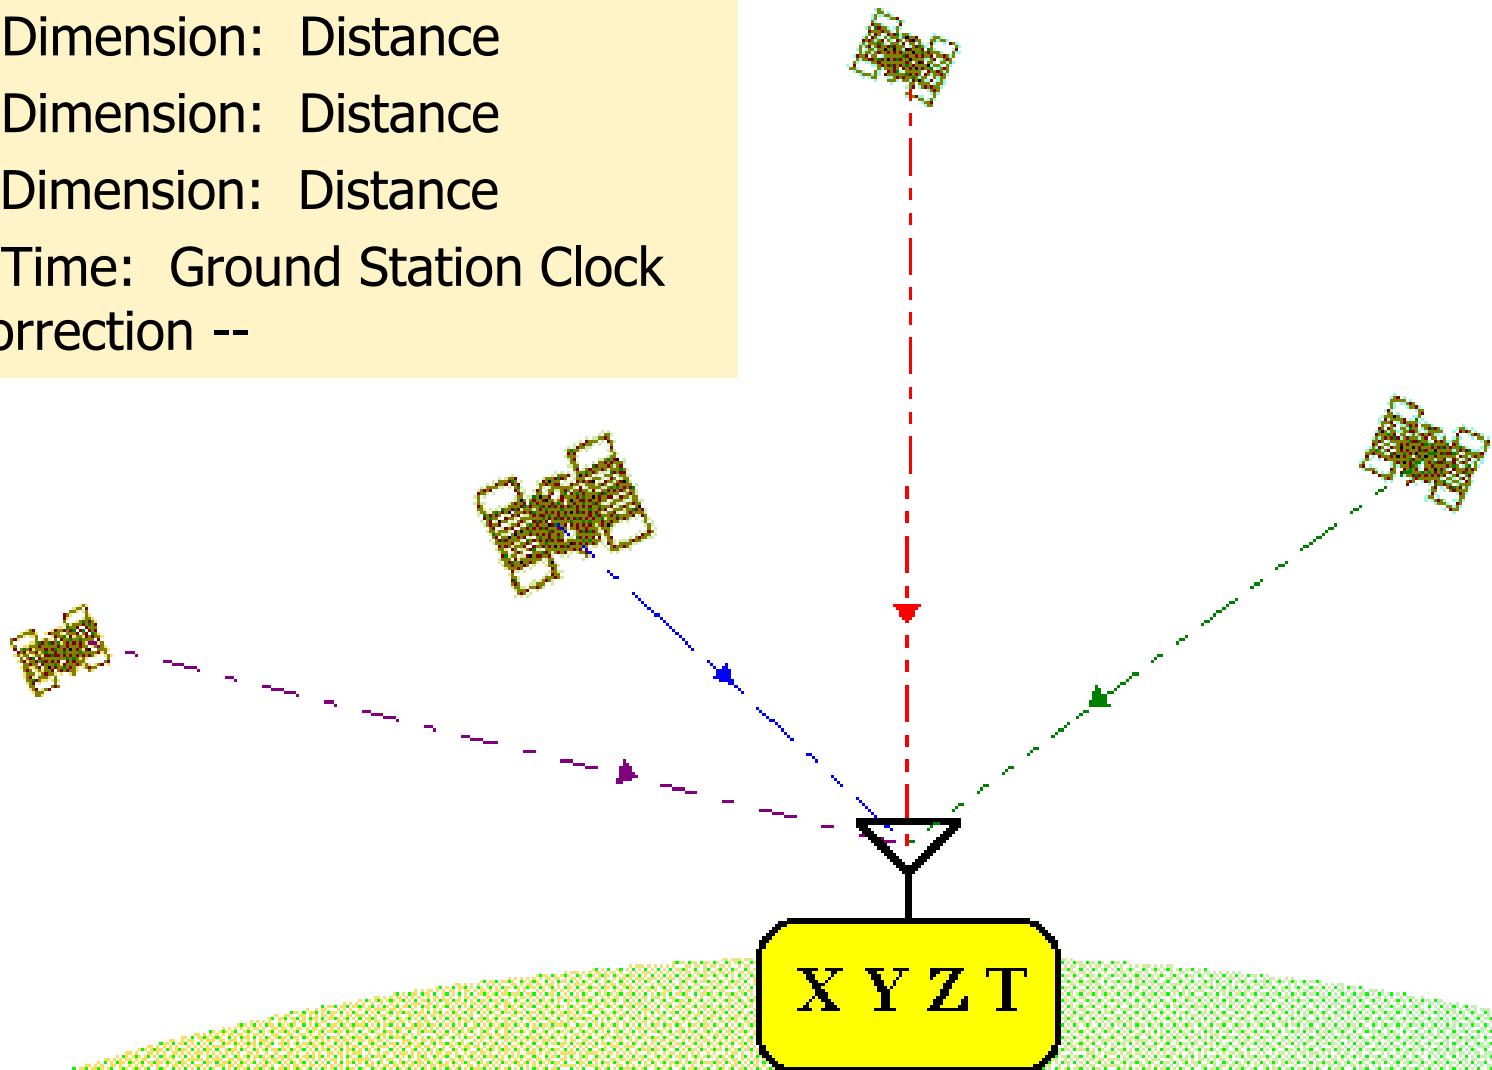 Dimension: Distance
Dimension: Distance
Dimension: Distance
Time: Ground Station Clock
orrection --
X Y Z T